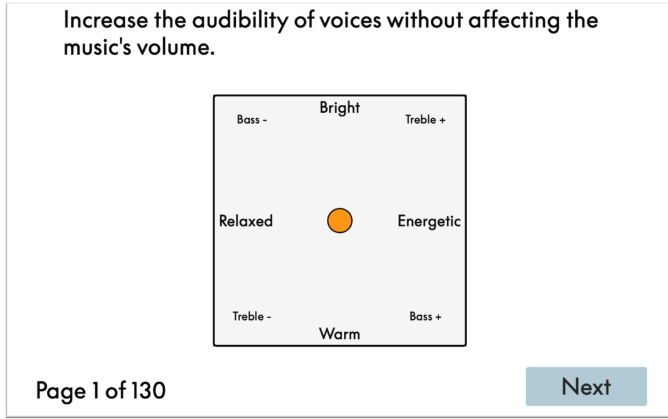 Increase the audibility of voices without affecting the
music's volume.
Bright
Bass -
Treble +
Relaxed
Energetic
Treble -
Bass +
Warm
Page 1 of 130
Next